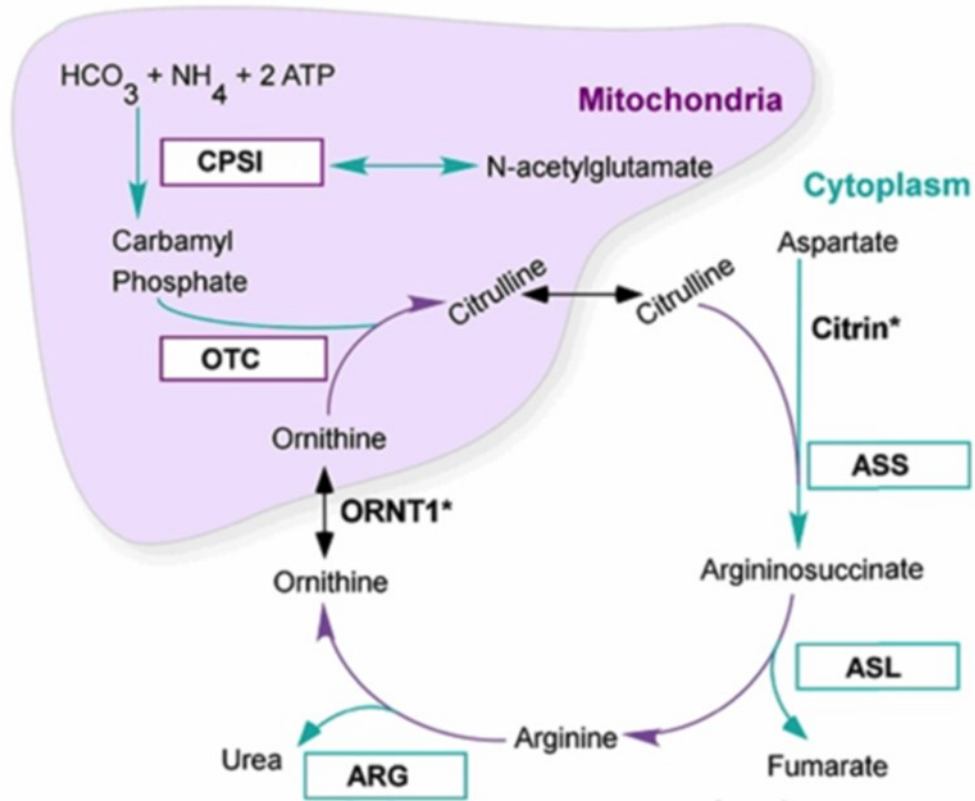 HCO3 + NH4 + 2 ATP
Mitochondria
CPSI
N-acetylglutamate
Cytoplasm
Carbamyl
Phosphate
Aspartate
Citrulline
Citrulline
Citrin*
OTC
Ornithine
ASS
ORNT1*
Ornithine
Argininosuccinate
ASL
Arginine
Urea
ARG
Fumarate